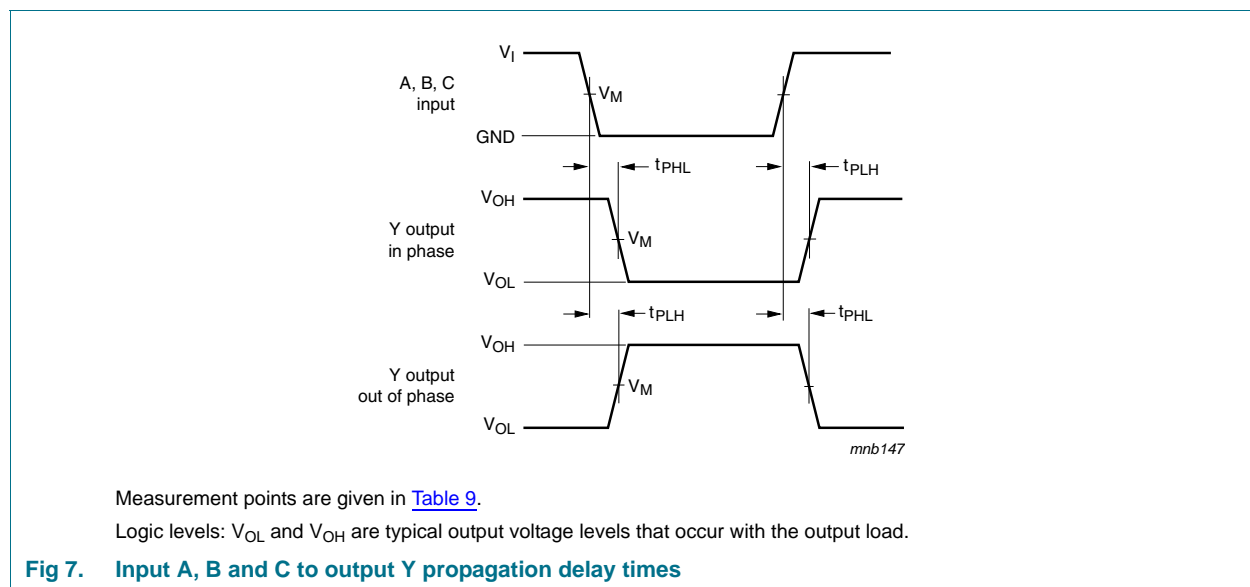 VI
A, B, C
input
VM
GND
tPHL
tPLH
VOH
Y output
in phase
VM
VOL
tPLH
tPHL
VOH
Y output
out of phase
VM
VOL
mnb147
Measurement points are given in Table 9.
Logic levels: VOL and VOH are typical output voltage levels that occur with the output load.
Fig 7. Input A, B and C to output Y propagation delay times